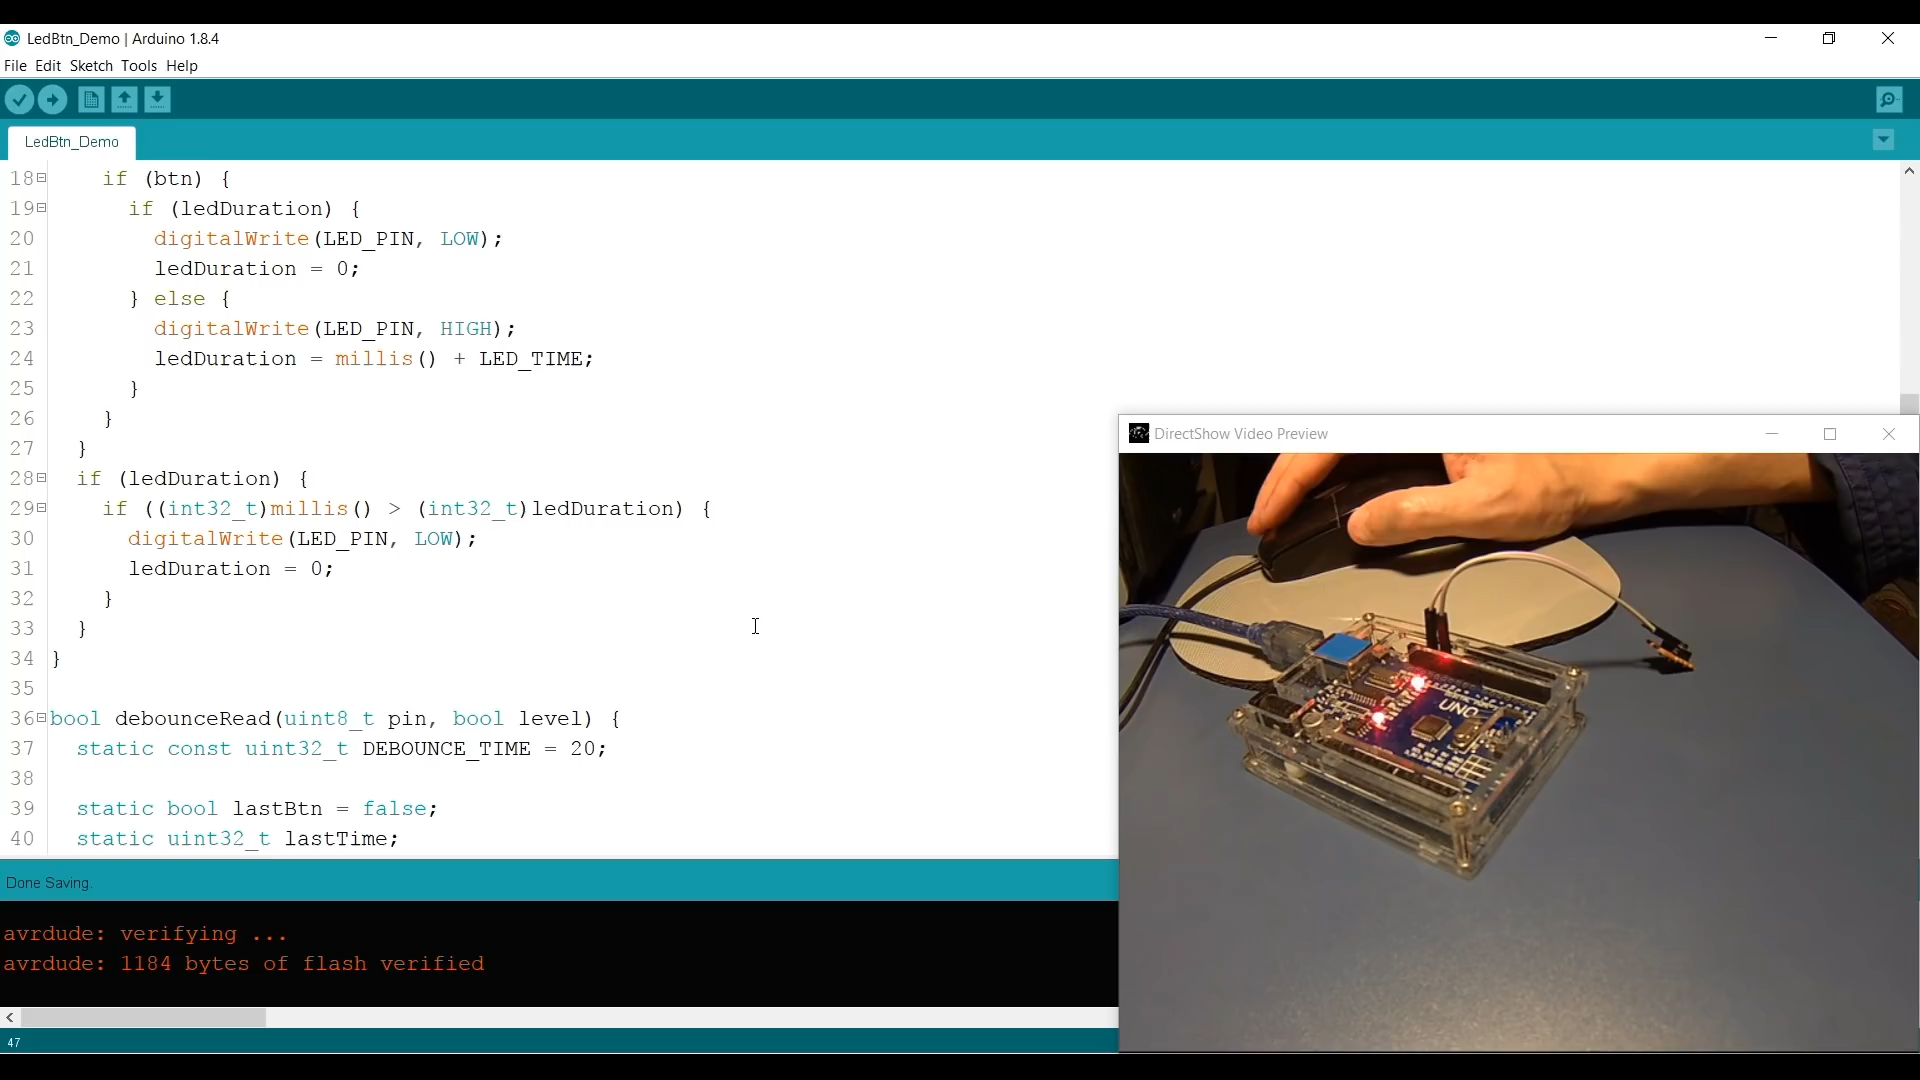 LedBtn_Demo | Arduino 1.8.4
File Edit Sketch Tools Help
LedBtn_Demo
18 if (btn) {
19 if (ledDuration) {
20 digitalWrite(LED_PIN, LOW);
21 ledDuration = 0;
22 } else {
23 digitalWrite(LED_PIN, HIGH);
24 ledDuration = millis() + LED_TIME;
25 }
26 }
27 }
28 if (ledDuration) {
29 if ((int32_t)millis() > (int32_t)ledDuration) {
30 digitalWrite(LED_PIN, LOW);
31 ledDuration = 0;
32 }
33 }
34 }
35
36 bool debounceRead(uint8_t pin, bool level) {
37 static const uint32_t DEBOUNCE_TIME = 20;
38
39 static bool lastBtn = false;
40 static uint32_t lastTime;
Done Saving.
avrdude: verifying ...
avrdude: 1184 bytes of flash verified
47
DirectShow Video Preview
UNO